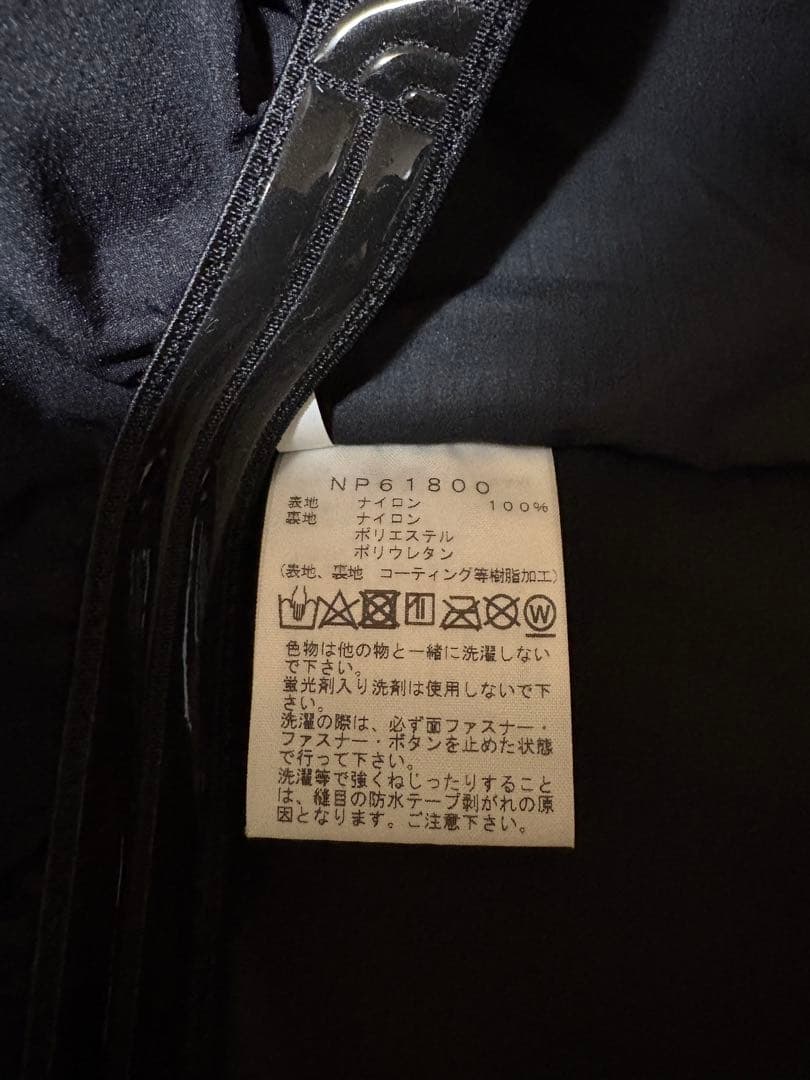 NP61800
表地 ナイロン 100%
裏地 ナイロン
ポリエステル
ポリウレタン
(表地、裏地 コーティング等樹脂加工)
W
色物は他の物と一緒に洗濯しない
で下さい。
蛍光剤入り洗剤は使用しないで下
さい。
洗濯の際は、必ず面ファスナー・
ファスナー・ボタンを止めた状態
で行って下さい。
洗濯等で強くねじったりすること
は、縫目の防水テープ剥がれの原
因となります。ご注意下さい。